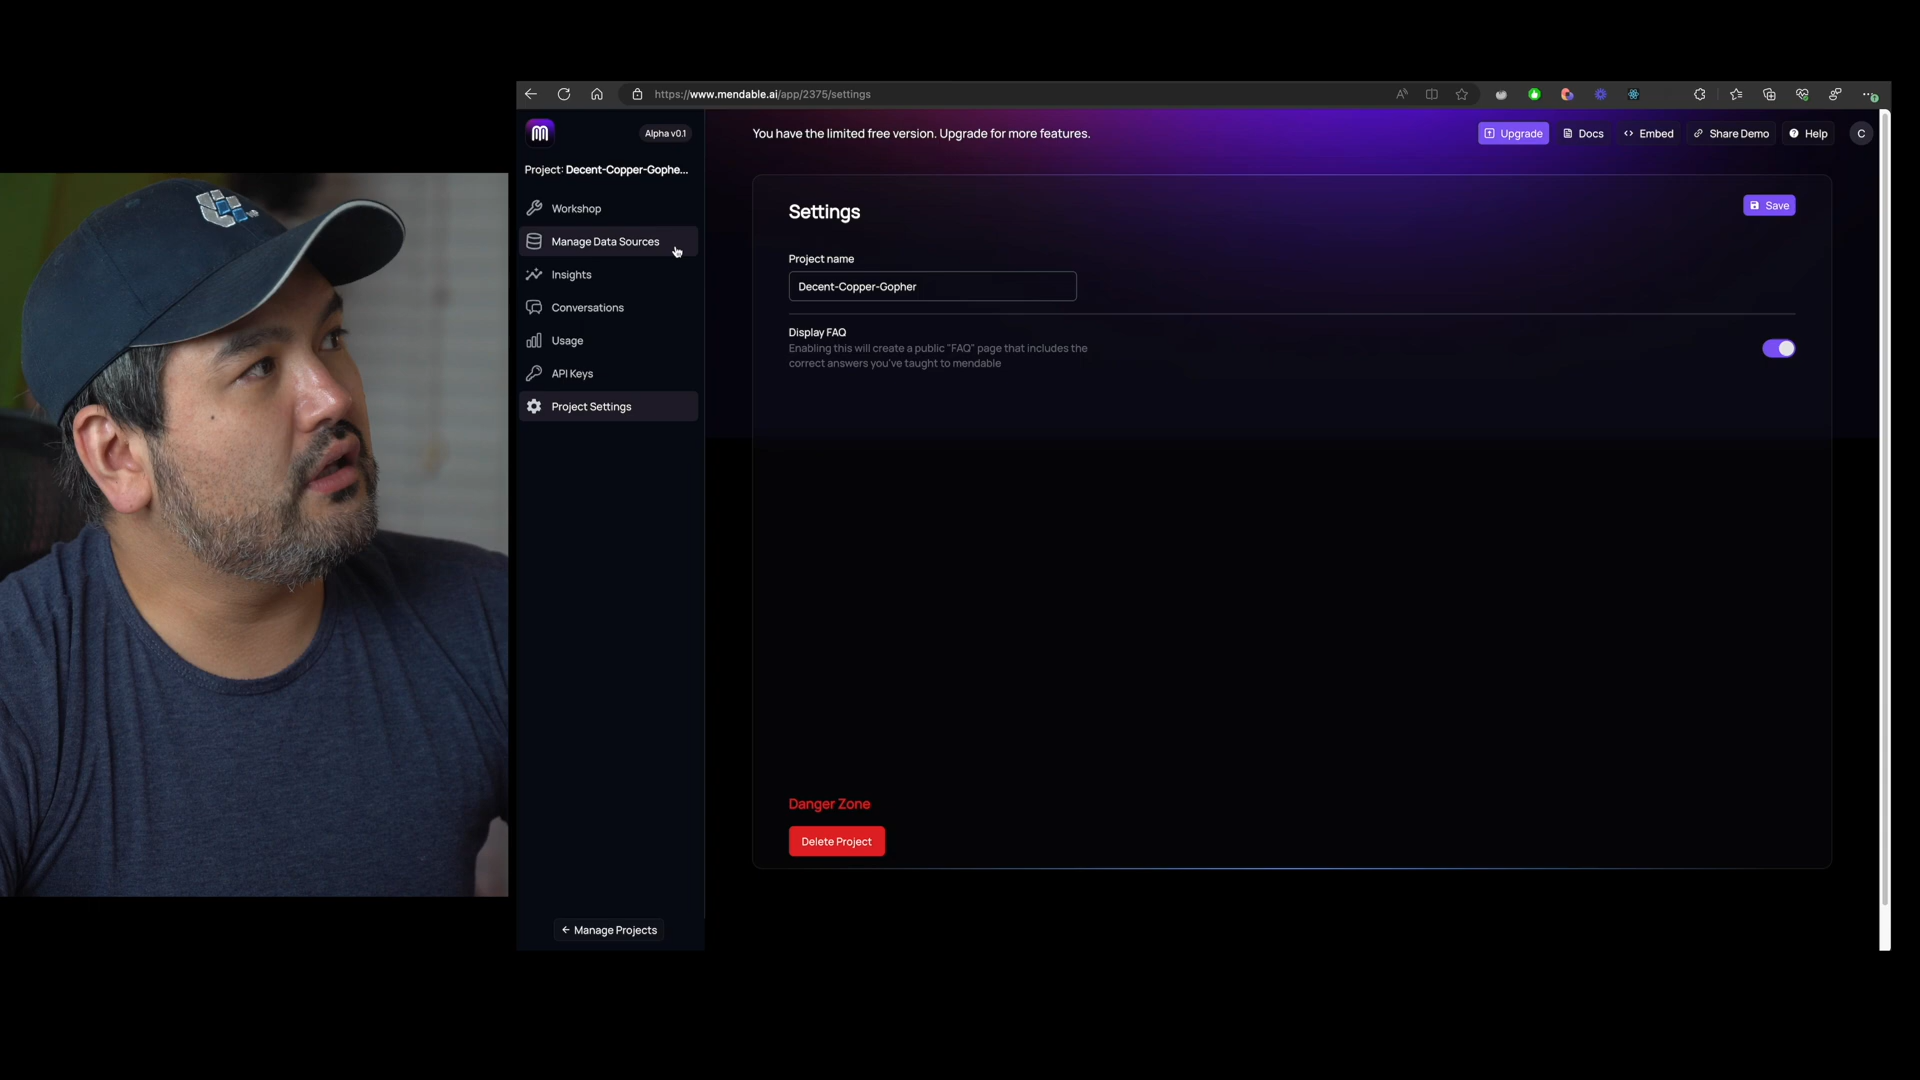 https://www.mendable.ai/app/2375/settings
Alpha v0.1
You have the limited free version. Upgrade for more features.
Upgrade
Docs
Embed
Share Demo
Help
C
Project: Decent-Copper-Gophe...
Workshop
Manage Data Sources
Insights
Conversations
Usage
API Keys
Project Settings
Manage Projects
Settings
Save
Project name
Decent-Copper-Gopher
Display FAQ
Enabling this will create a public "FAQ" page that includes the
correct answers you've taught to mendable
Danger Zone
Delete Project